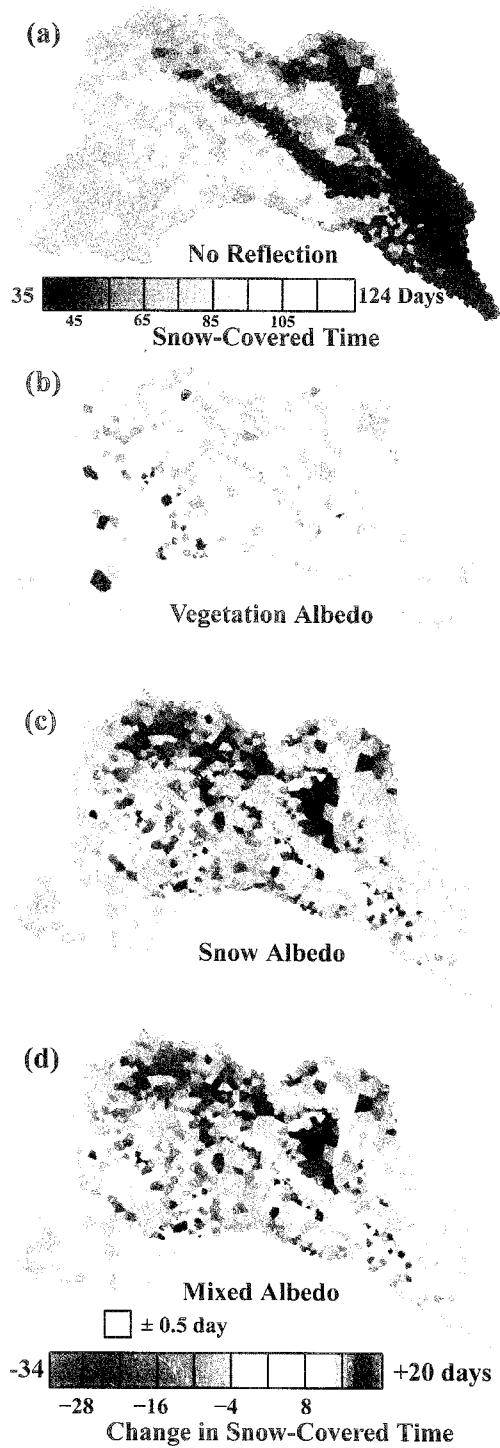 (a)
No Reflection
35 124 Days
45 65 85 105
Snow-Covered Time
(b)
Vegetation Albedo
(c)
Snow Albedo
(d)
Mixed Albedo
± 0.5 day
-34 +20 days
−28 −16 −4 8
Change in Snow-Covered Time